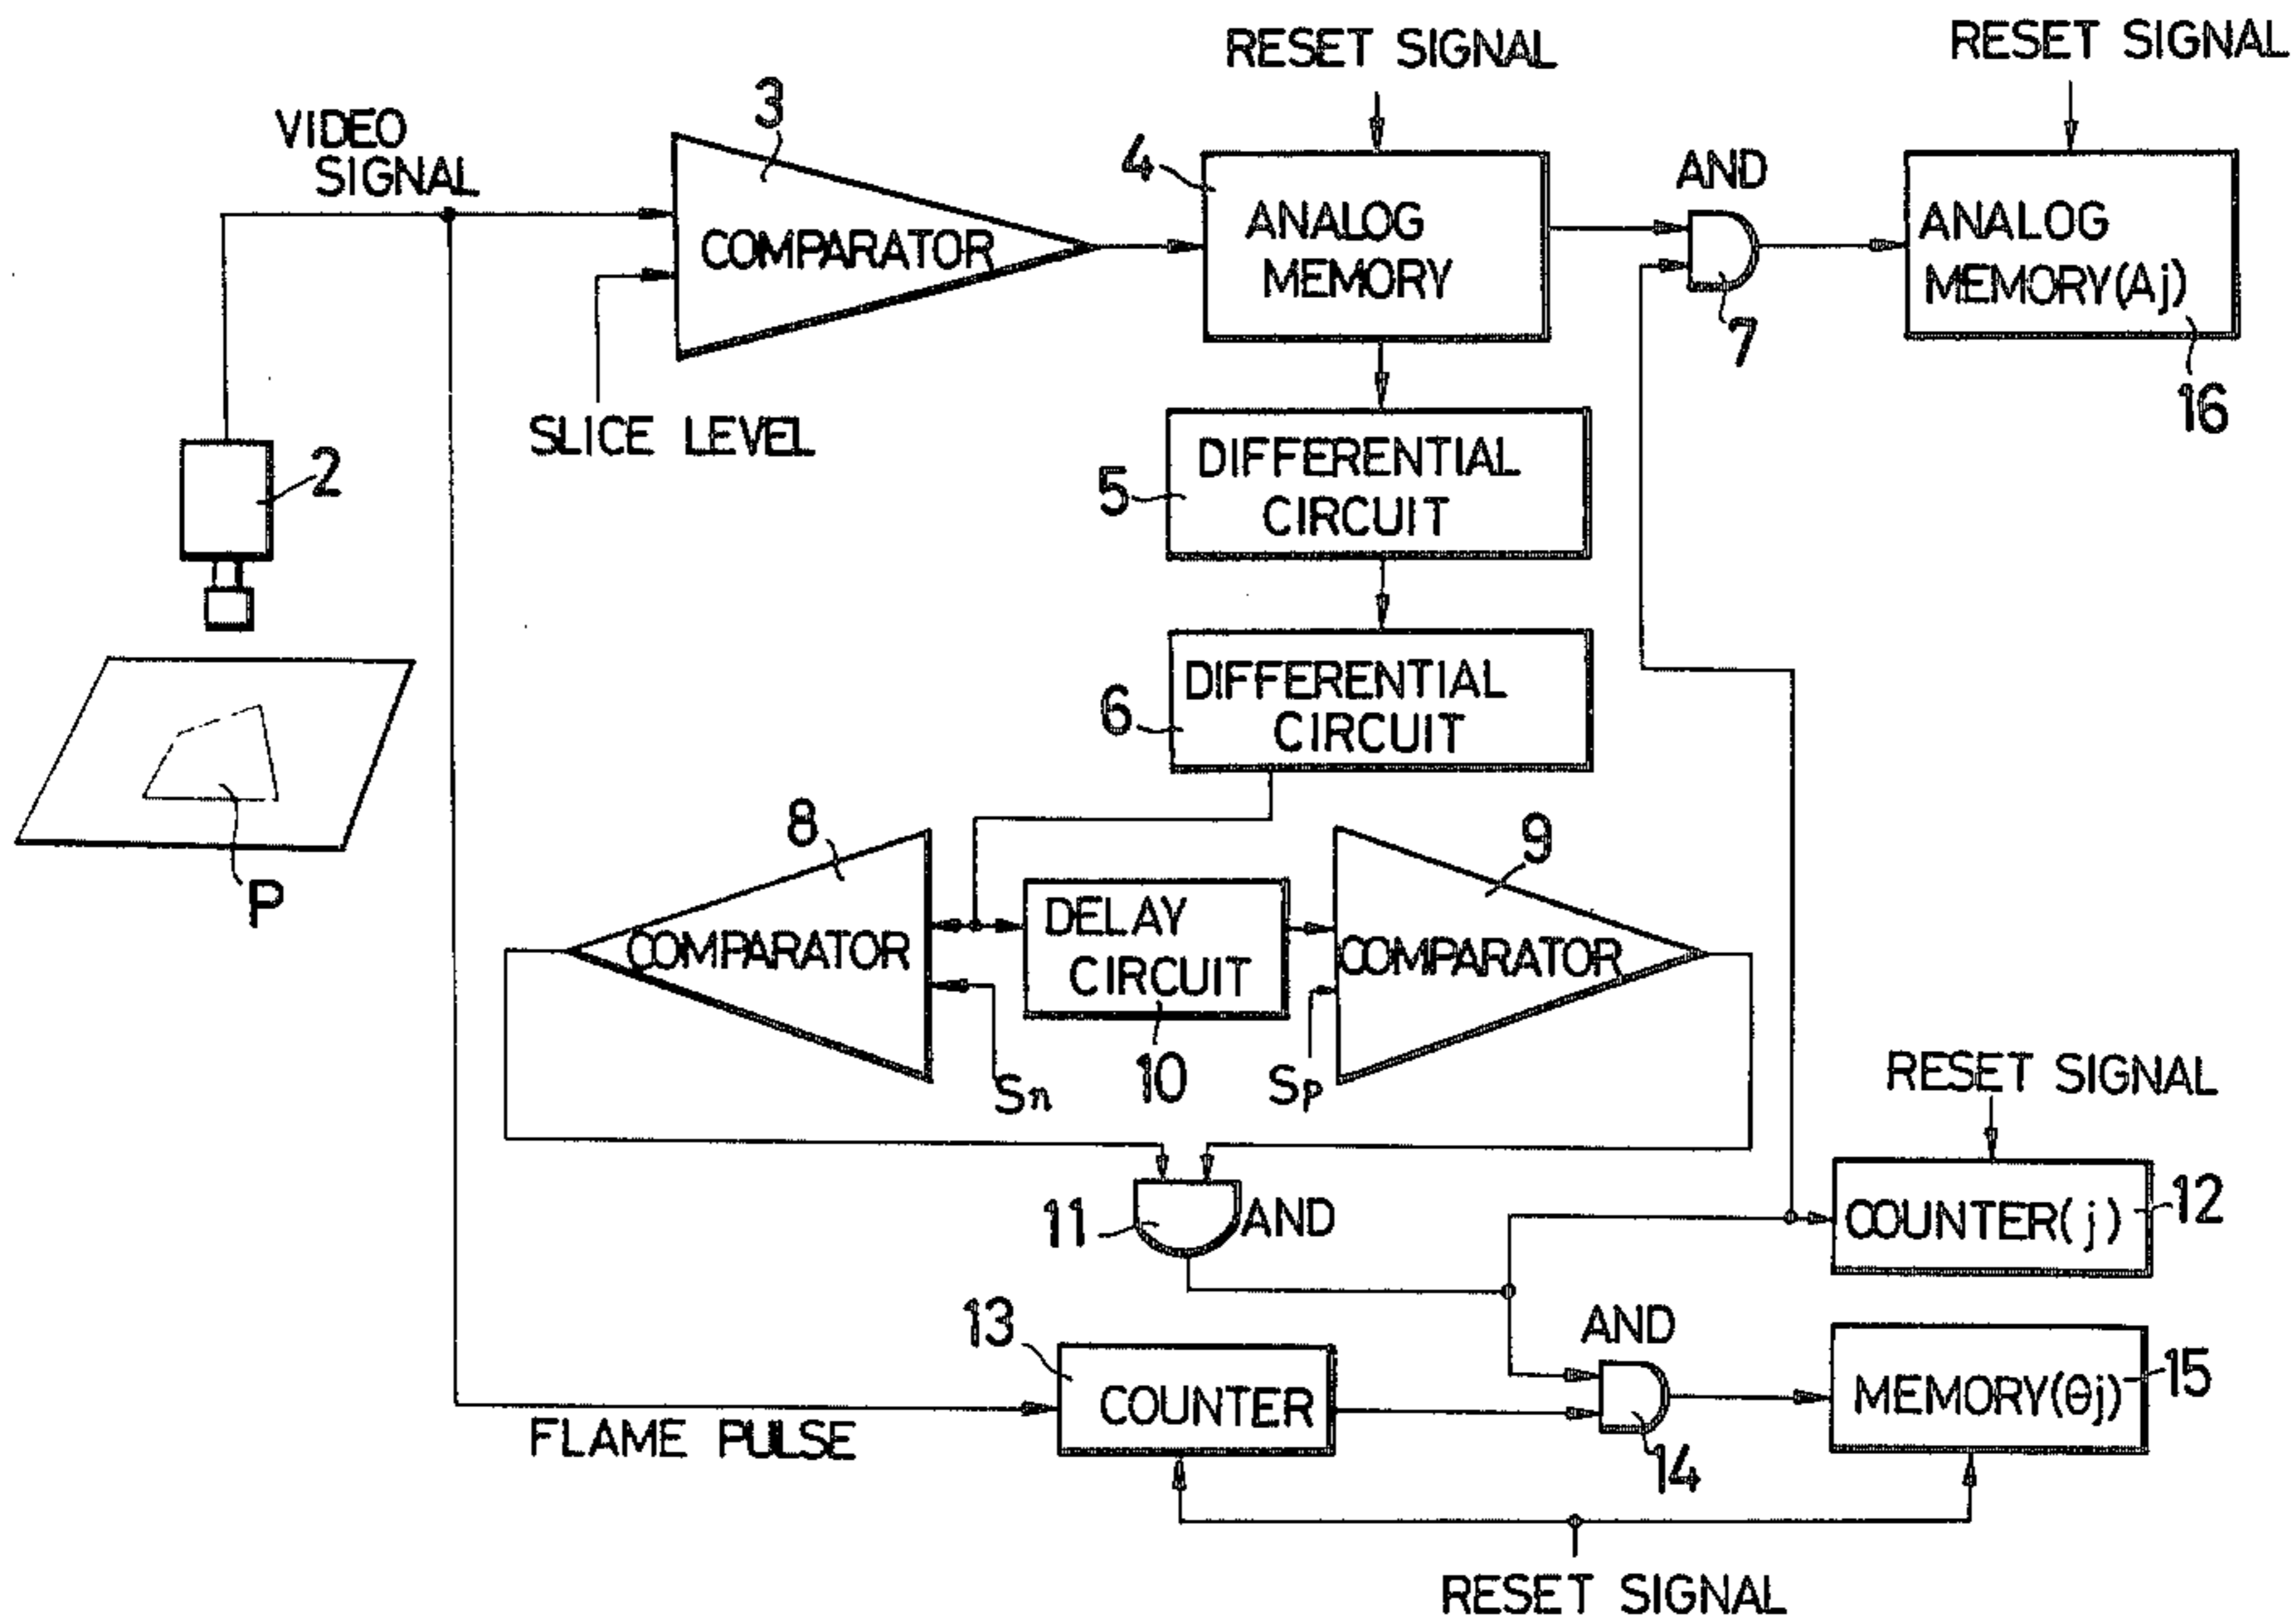 RESET SIGNAL
RESET SIGNAL
VIDEO
SIGNAL
3
4
AND
COMPARATOR
ANALOG
MEMORY
ANALOG
MEMORY(Aj)
7
16
SLICE LEVEL
2
5
DIFFERENTIAL
CIRCUIT
6
DIFFERENTIAL
CIRCUIT
P
8
9
COMPARATOR
DELAY
CIRCUIT
COMPARATOR
10
Sn
Sp
RESET SIGNAL
11
AND
COUNTER(j)
12
13
AND
COUNTER
MEMORY(θj)
15
FLAME PULSE
14
RESET SIGNAL